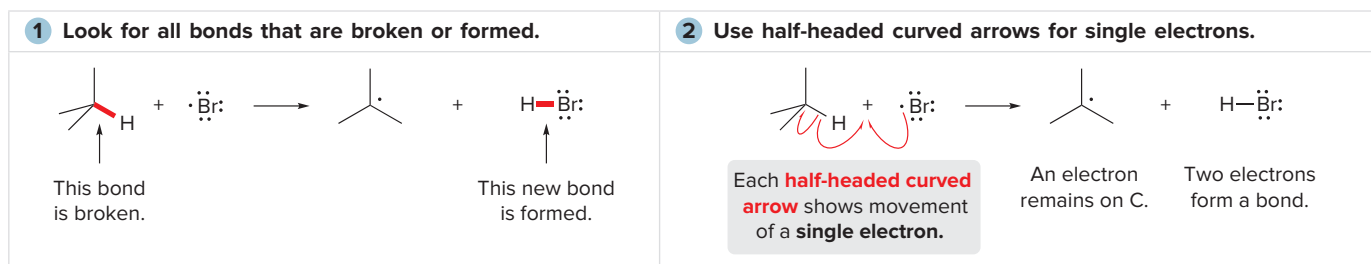 1 Look for all bonds that are broken or formed.
H
+
·Br:
+
H—Br:
This bond
is broken.
This new bond
is formed.
2 Use half-headed curved arrows for single electrons.
H
+
·Br:
+
H—Br:
Each half-headed curved
arrow shows movement
of a single electron.
An electron
remains on C.
Two electrons
form a bond.